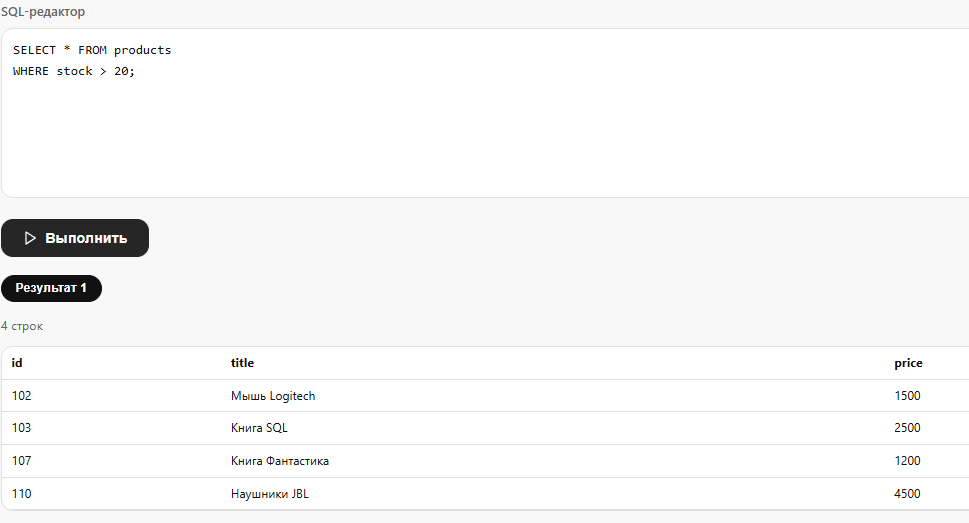 SQL-редактор
SELECT * FROM products
WHERE stock > 20;
Выполнить
Результат 1
4 строк
id title price
102 Мышь Logitech 1500
103 Книга SQL 2500
107 Книга Фантастика 1200
110 Наушники JBL 4500